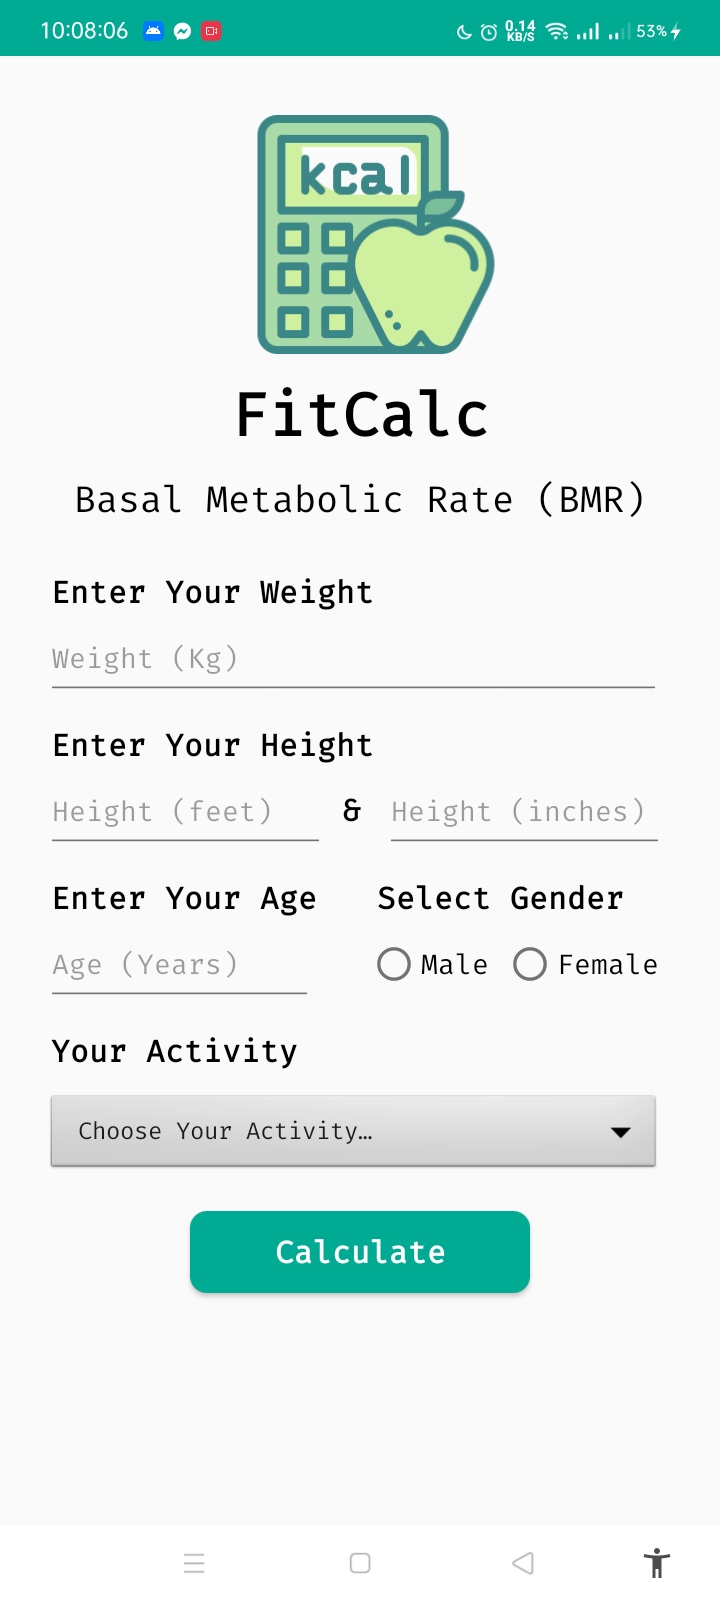 10:08:06 0.14 KB/S 53%
kcal
FitCalc
Basal Metabolic Rate (BMR)
Enter Your Weight
Weight (Kg)
Enter Your Height
Height (feet) & Height (inches)
Enter Your Age Select Gender
Age (Years) Male Female
Your Activity
Choose Your Activity…
Calculate